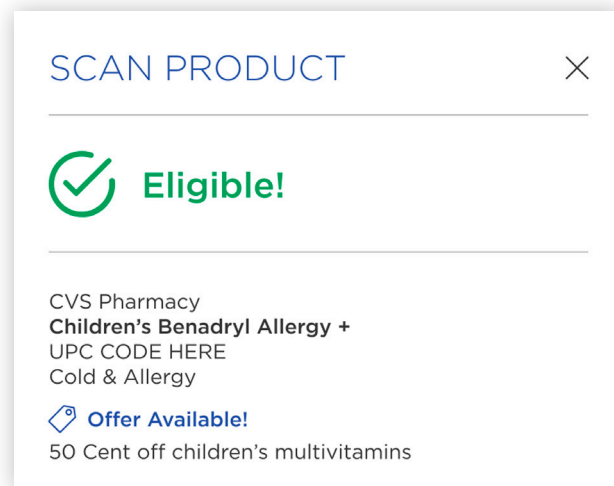 SCAN PRODUCT
Eligible!
CVS Pharmacy
Children’s Benadryl Allergy +
UPC CODE HERE
Cold & Allergy
Offer Available!
50 Cent off children’s multivitamins